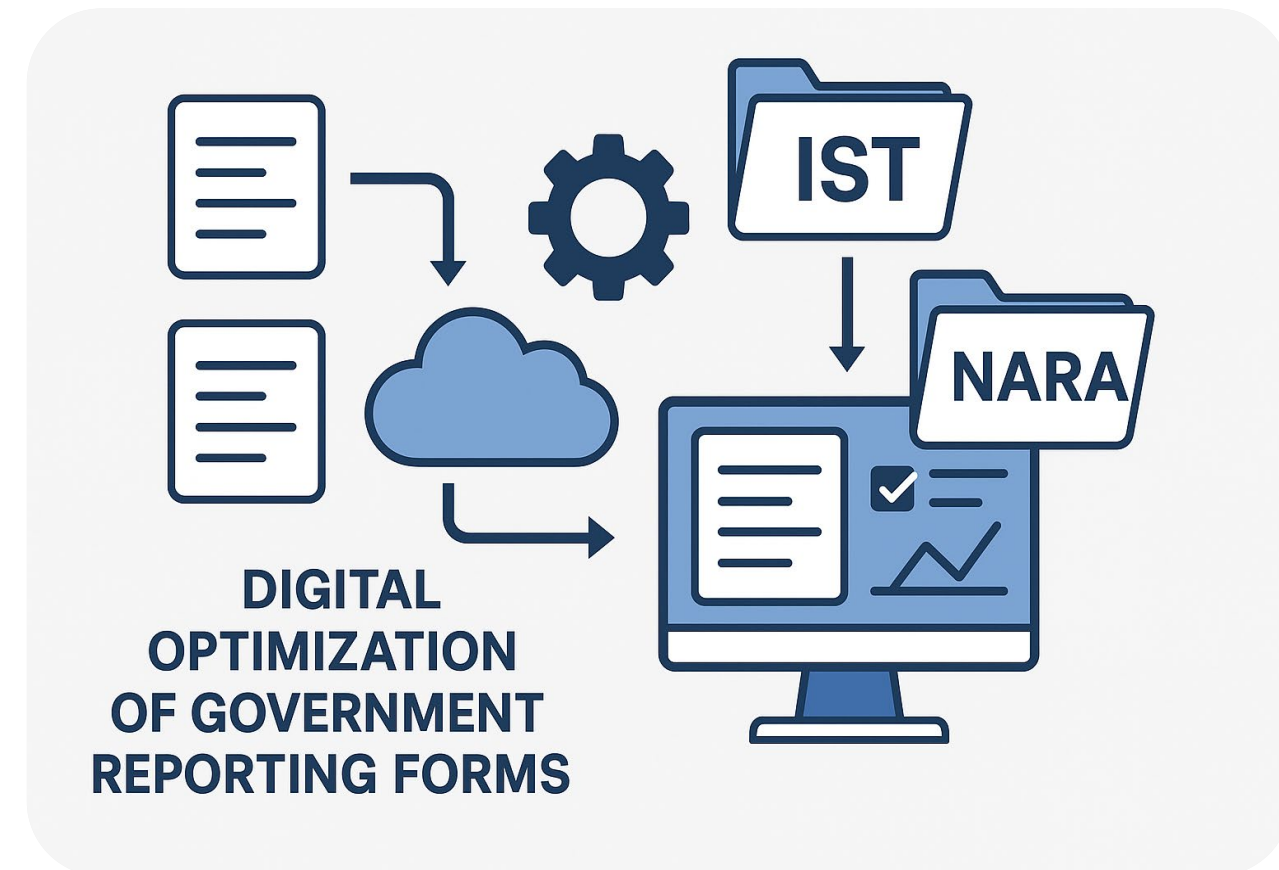 IST
NARA
DIGITAL
OPTIMIZATION
OF GOVERNMENT
REPORTING FORMS